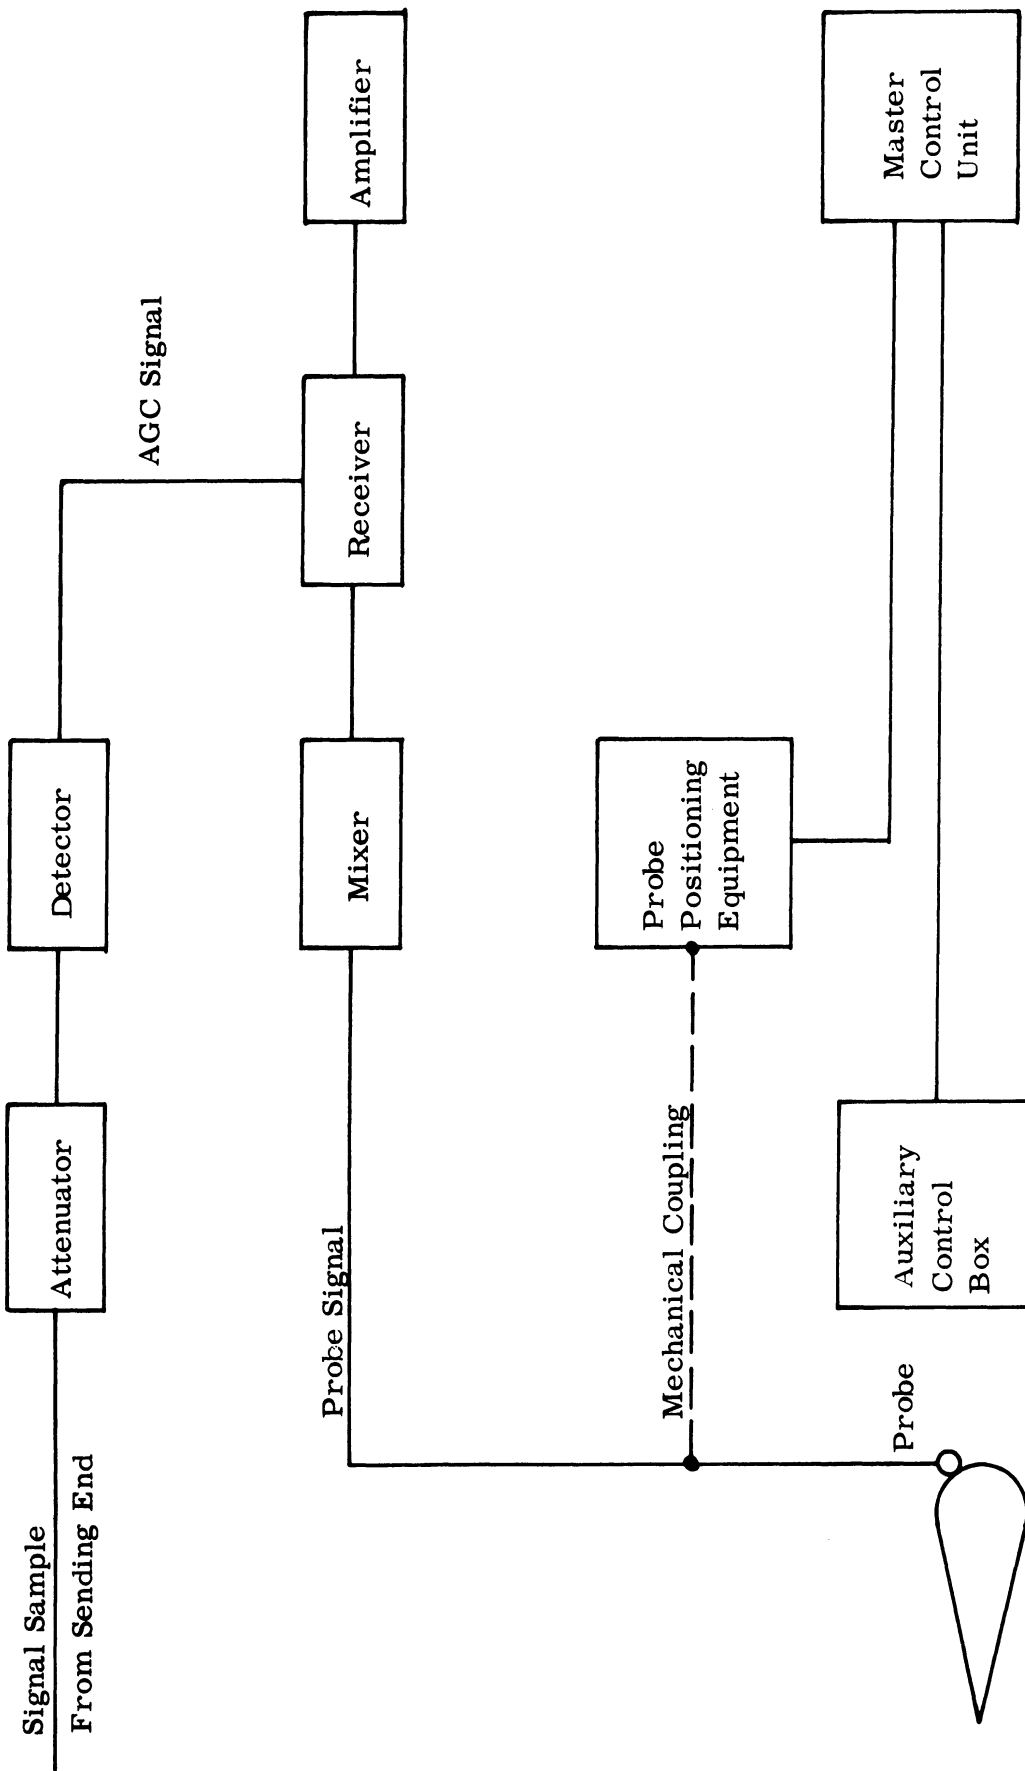 Signal Sample
From Sending End
Attenuator
Detector
AGC Signal
Probe Signal
Mixer
Receiver
Amplifier
Mechanical Coupling
Probe
Positioning
Equipment
Probe
Auxiliary
Control
Box
Master
Control
Unit